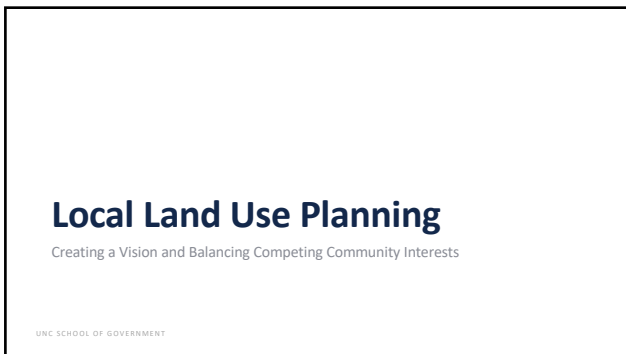 Local Land Use Planning
Creating a Vision and Balancing Competing Community Interests
UNC SCHOOL OF GOVERNMENT